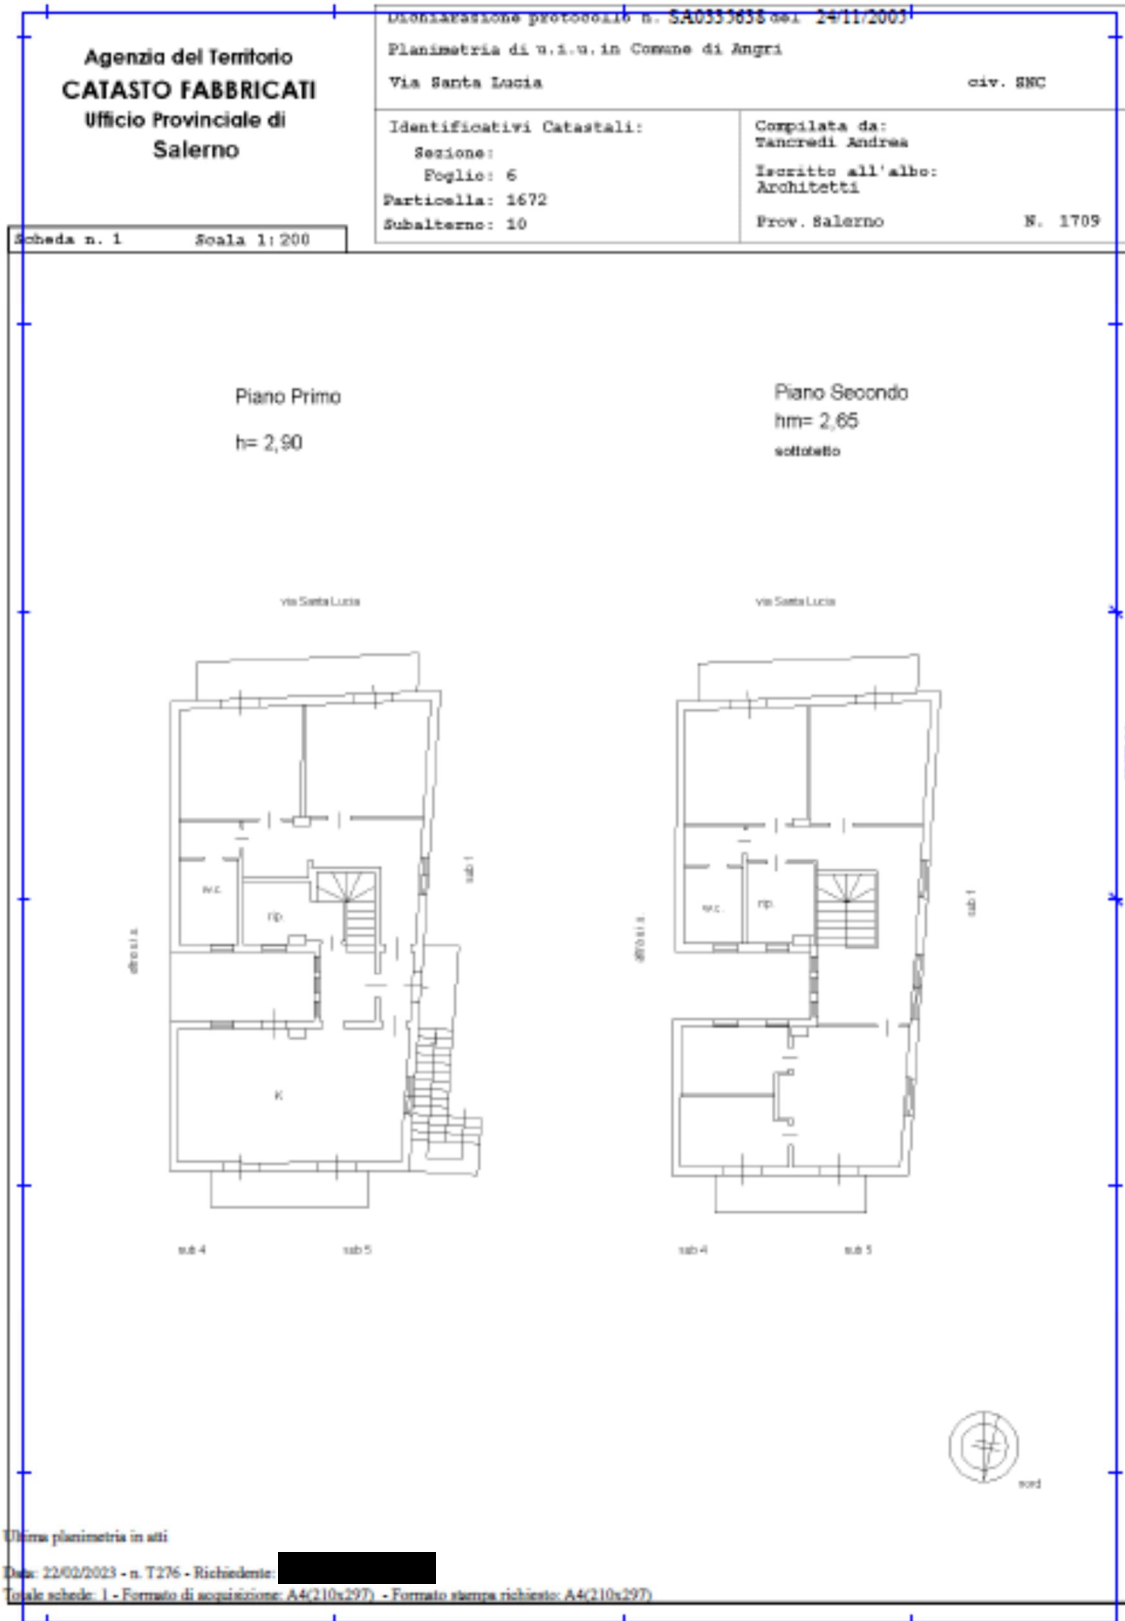 Dichiarazione protocollo n. SA0335638 del 24/11/2005
Agenzia del Territorio
CATASTO FABBRICATI
Ufficio Provinciale di
Salerno
Planimetria di u.i.u. in Comune di Angri
Via Santa Lucia civ. SNC
Identificativi Catastali:
Sezione:
Foglio: 6
Particella: 1672
Subalterno: 10
Compilata da:
Tancredi Andrea
Iscritto all'albo:
Architetti
Prov. Salerno N. 1709
Scheda n. 1 Scala 1:200
Piano Primo
h= 2,90
Piano Secondo
hm= 2,65
sottotetto
via Santa Lucia
via Santa Lucia
sub 1
w.c.
rip.
K
sub 4
sub 5
sub 1
w.c.
rip.
sub 4
sub 5
nord
Ultima planimetria in atti
Data: 22/02/2023 - n. T276 - Richiedente:
Totale schede: 1 - Formato di acquisizione: A4(210x297) - Formato stampa richiesto: A4(210x297)